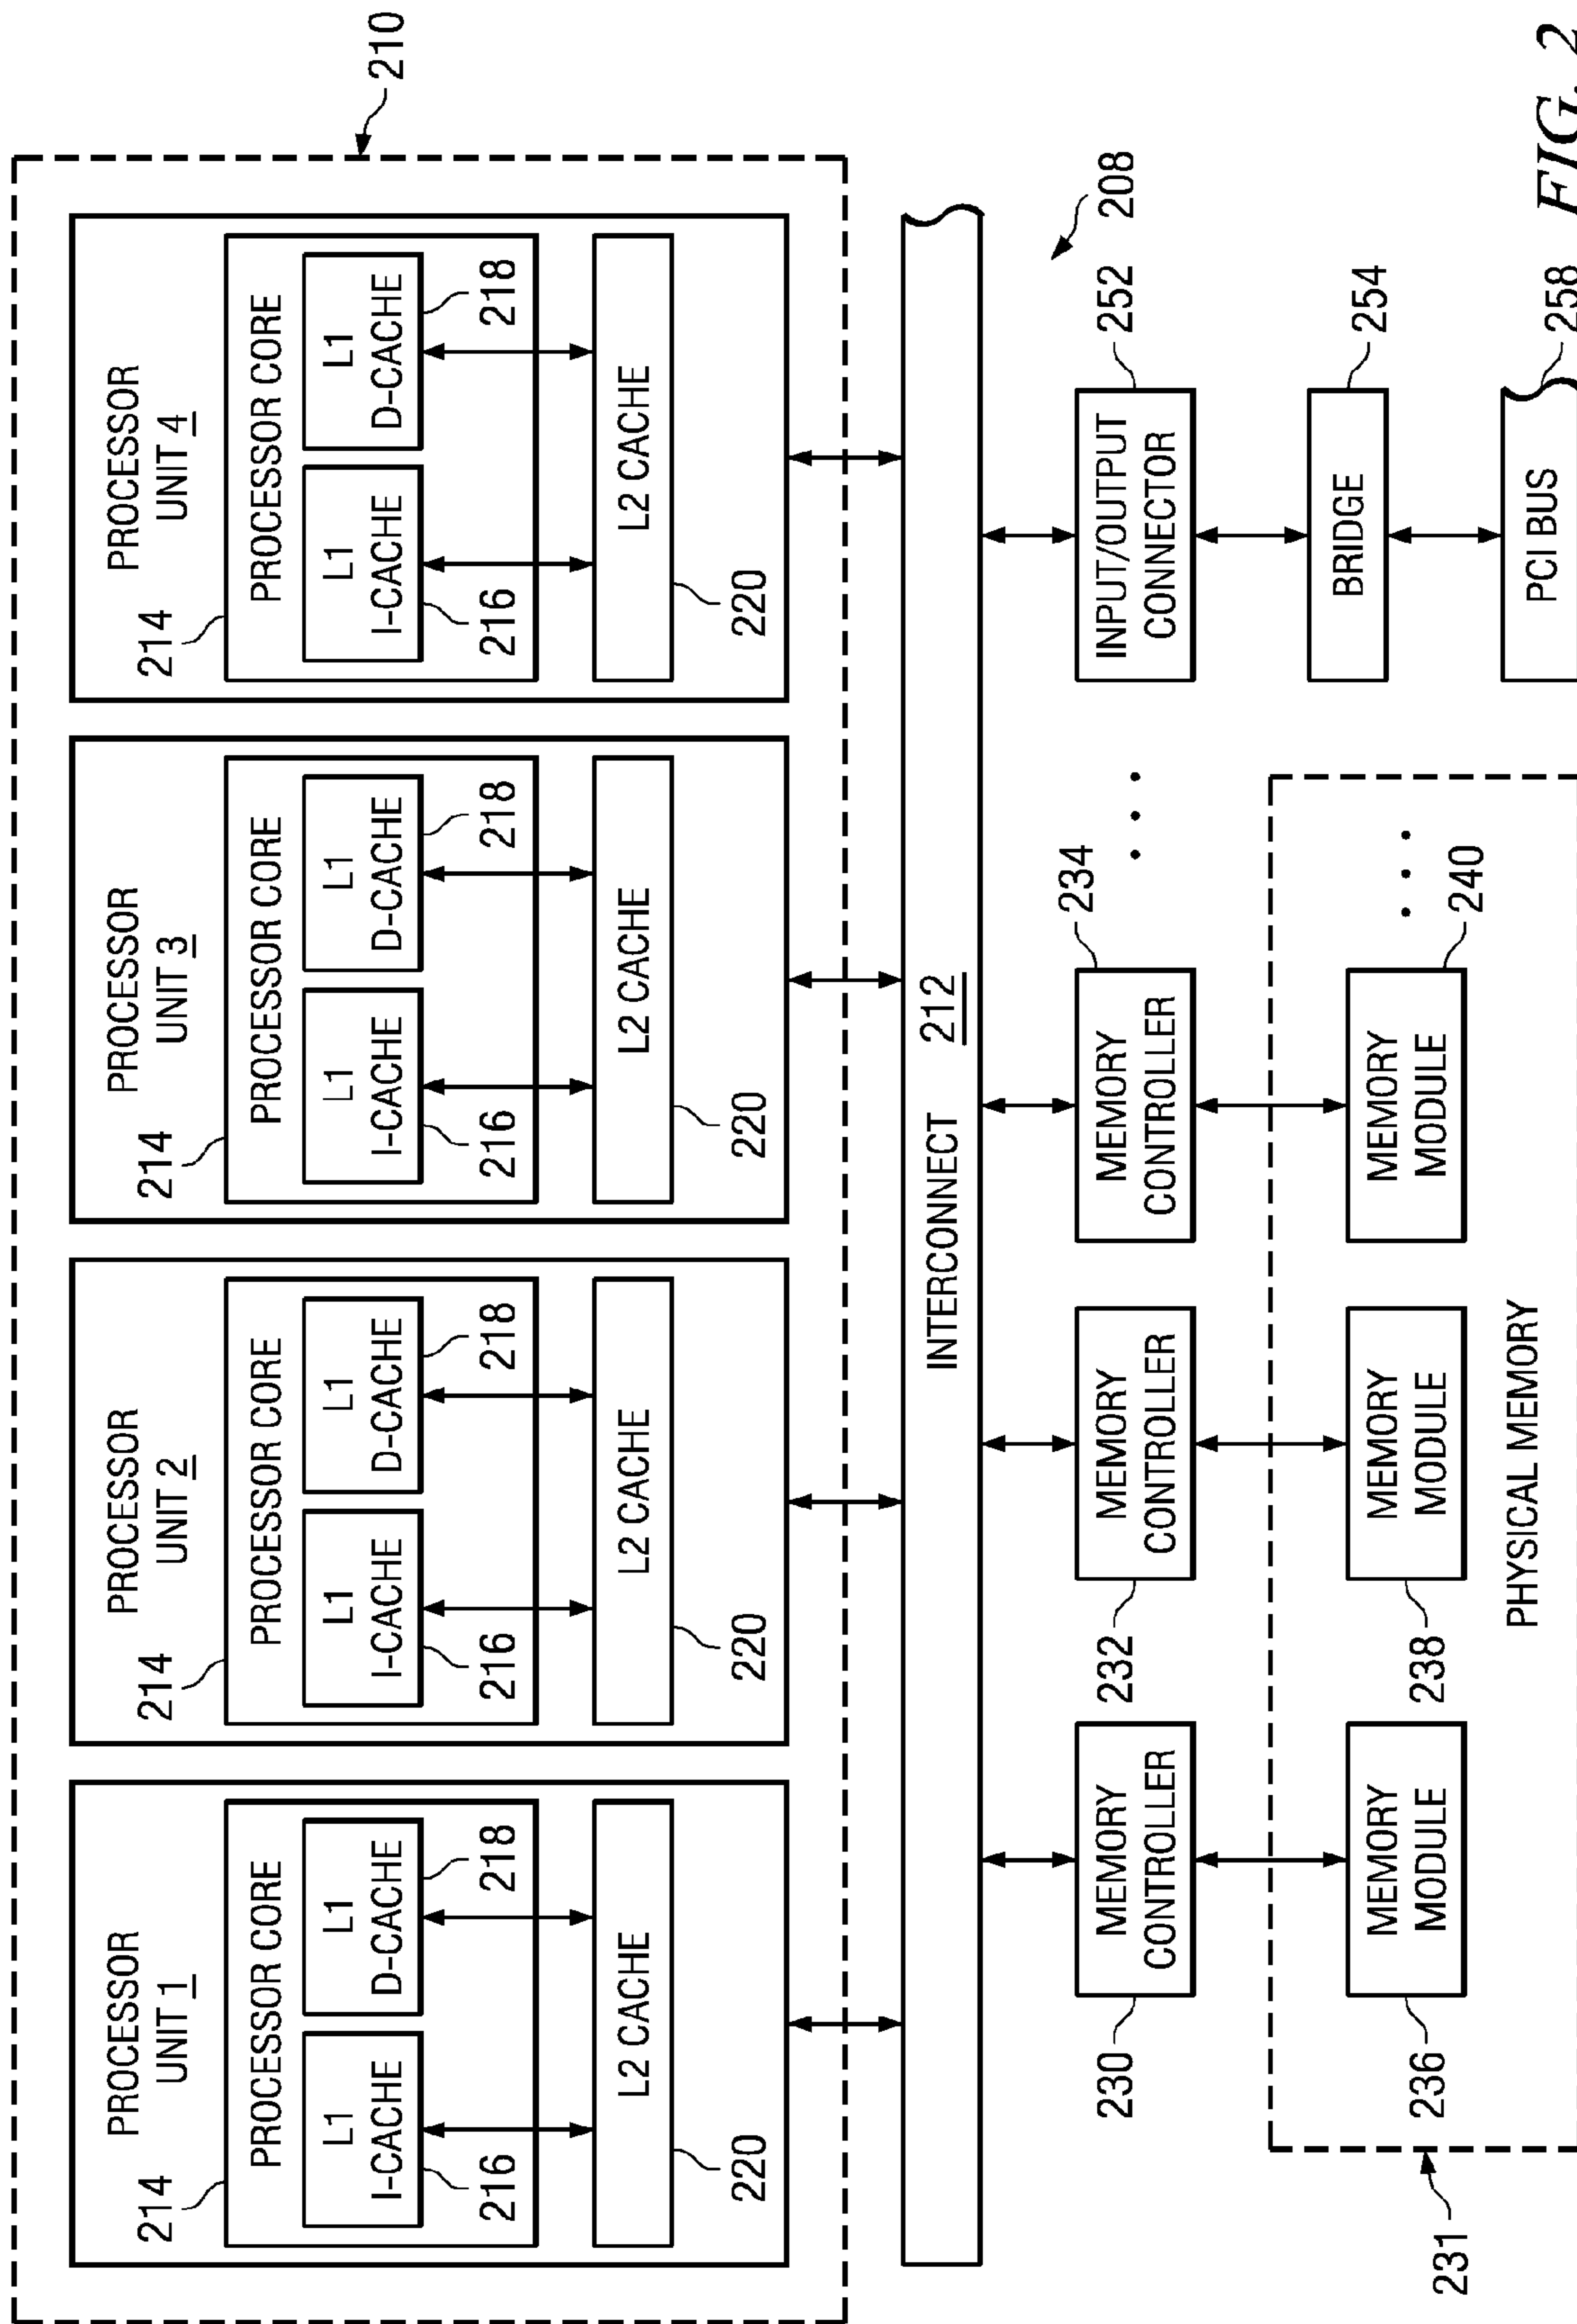 210
PROCESSOR
UNIT 1
214
PROCESSOR CORE
L1
I-CACHE
216
L1
D-CACHE
218
L2 CACHE
220
PROCESSOR
UNIT 2
214
PROCESSOR CORE
L1
I-CACHE
216
L1
D-CACHE
218
L2 CACHE
220
PROCESSOR
UNIT 3
214
PROCESSOR CORE
L1
I-CACHE
216
L1
D-CACHE
218
L2 CACHE
220
PROCESSOR
UNIT 4
214
PROCESSOR CORE
L1
I-CACHE
216
L1
D-CACHE
218
L2 CACHE
220
INTERCONNECT 212
208
230
MEMORY
CONTROLLER
232
MEMORY
CONTROLLER
234
MEMORY
CONTROLLER
• • •
252
INPUT/OUTPUT
CONNECTOR
231
236
MEMORY
MODULE
238
MEMORY
MODULE
240
MEMORY
MODULE
• • •
PHYSICAL MEMORY
254
BRIDGE
258
PCI BUS
FIG. 2